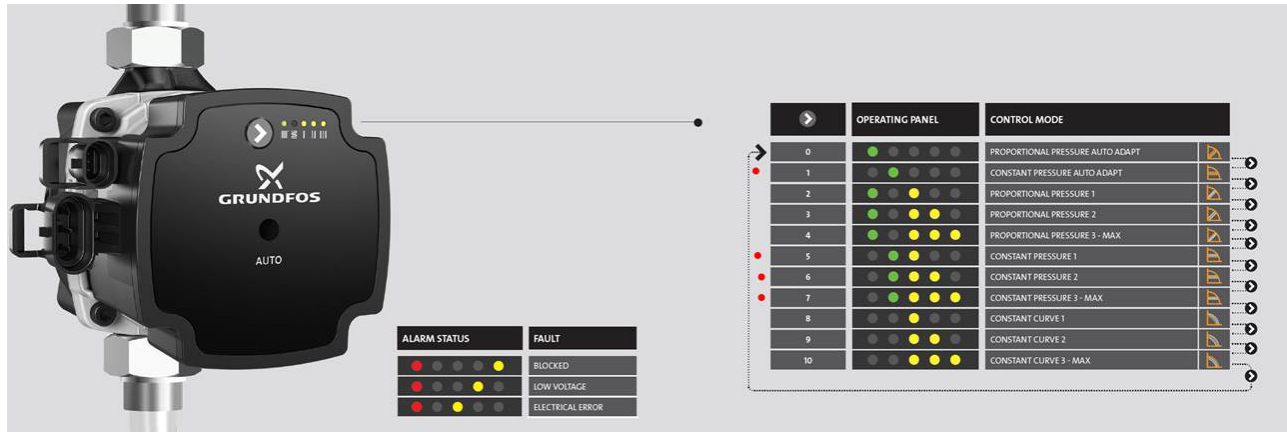 GRUNDFOS
AUTO
ALARM STATUS FAULT
BLOCKED
LOW VOLTAGE
ELECTRICAL ERROR
OPERATING PANEL CONTROL MODE
0 PROPORTIONAL PRESSURE AUTO ADAPT
1 CONSTANT PRESSURE AUTO ADAPT
2 PROPORTIONAL PRESSURE 1
3 PROPORTIONAL PRESSURE 2
4 PROPORTIONAL PRESSURE 3 - MAX
5 CONSTANT PRESSURE 1
6 CONSTANT PRESSURE 2
7 CONSTANT PRESSURE 3 - MAX
8 CONSTANT CURVE 1
9 CONSTANT CURVE 2
10 CONSTANT CURVE 3 - MAX